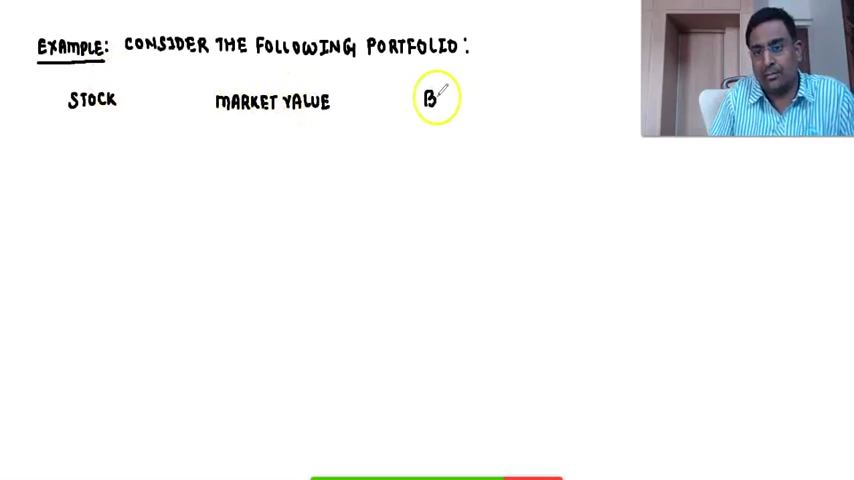 EXAMPLE: CONSIDER THE FOLLOWING PORTFOLIO:
STOCK MARKET VALUE B